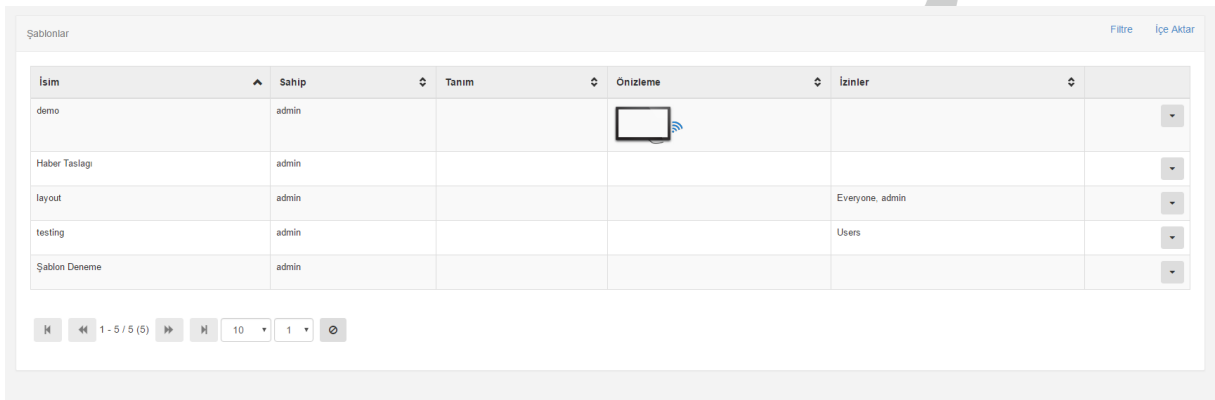 Şablonlar Filtre İçe Aktar
İsim Sahip Tanım Önizleme İzinler
demo admin
Haber Taslagı admin
layout admin Everyone, admin
testing admin Users
Şablon Deneme admin
1 - 5 / 5 (5) 10 1